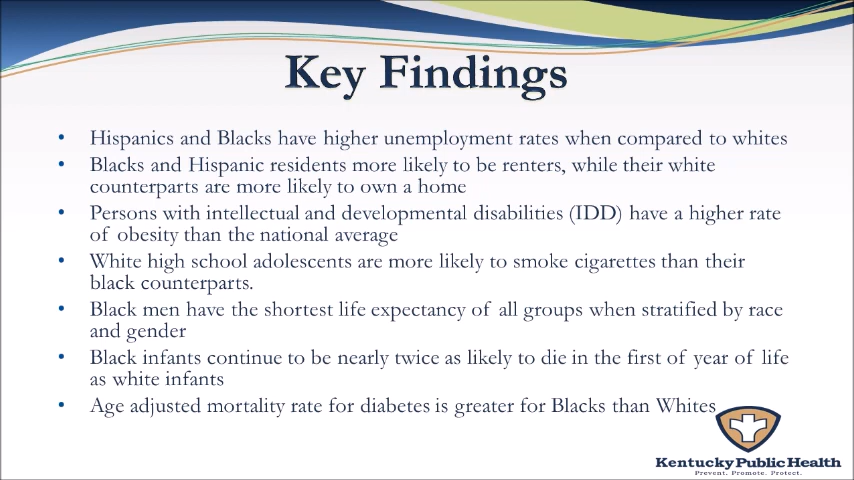 Key Findings
• Hispanics and Blacks have higher unemployment rates when compared to whites
• Blacks and Hispanic residents more likely to be renters, while their white
counterparts are more likely to own a home
• Persons with intellectual and developmental disabilities (IDD) have a higher rate
of obesity than the national average
• White high school adolescents are more likely to smoke cigarettes than their
black counterparts.
• Black men have the shortest life expectancy of all groups when stratified by race
and gender
• Black infants continue to be nearly twice as likely to die in the first of year of life
as white infants
• Age adjusted mortality rate for diabetes is greater for Blacks than Whites
Kentucky Public Health
Prevent. Promote. Protect.